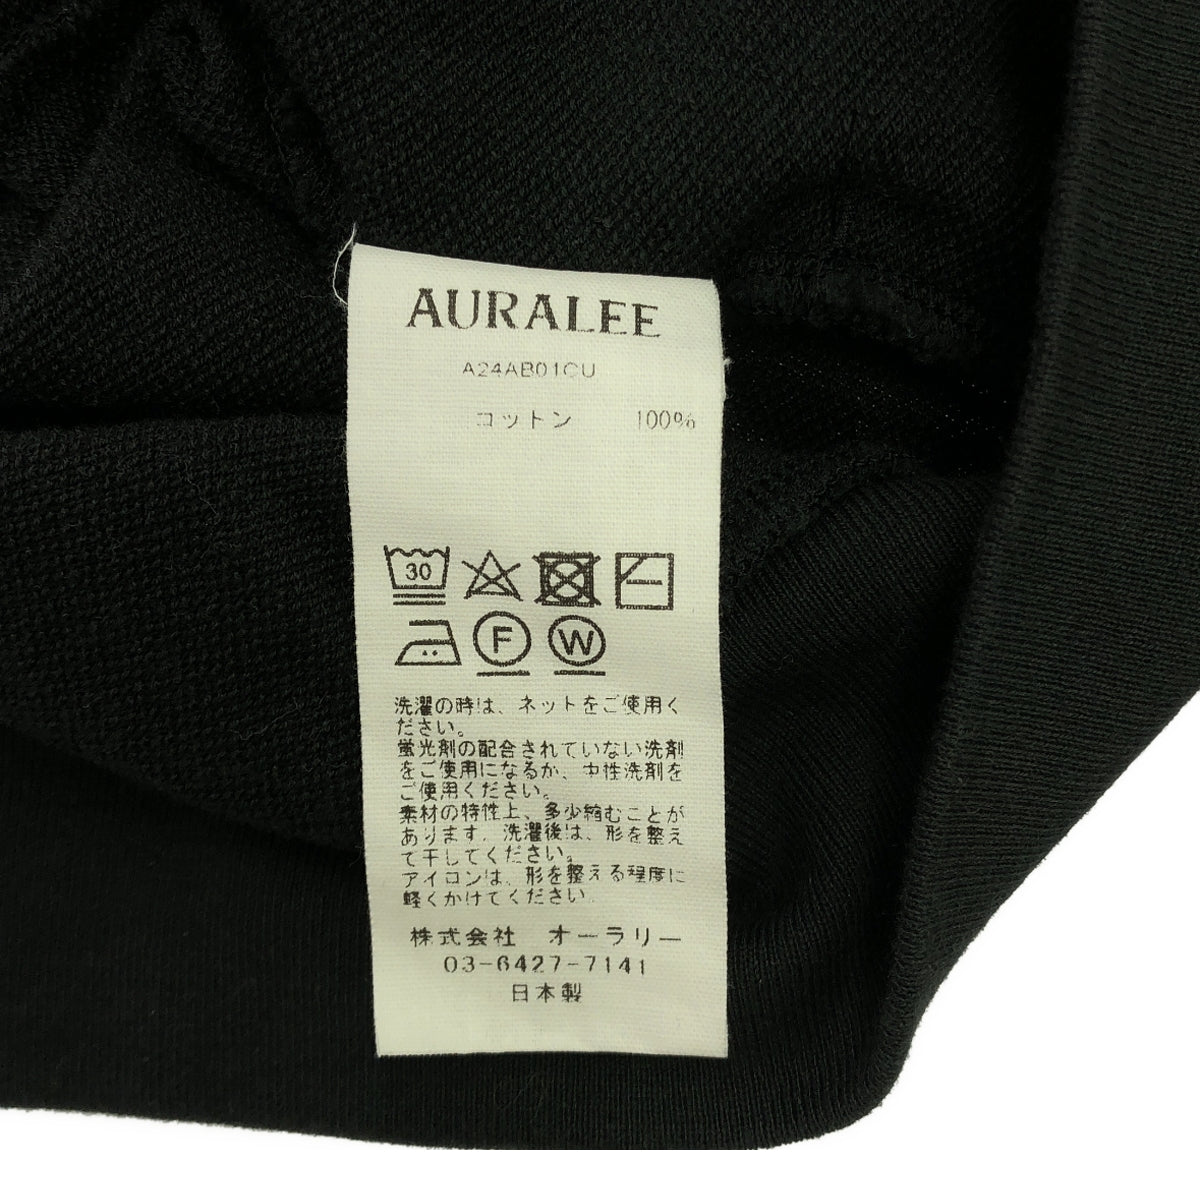 AURALEE
A24AB01CU
コットン 100%
30
F W
洗濯の時は、ネットをご使用く
ださい。
蛍光剤の配合されていない洗剤
をご使用になるか、中性洗剤を
ご使用ください。
素材の特性上、多少縮むことが
あります。洗濯後は、形を整え
て干してください。
アイロンは、形を整える程度に
軽くかけてください。
株式会社 オーラリー
03-6427-7141
日本製